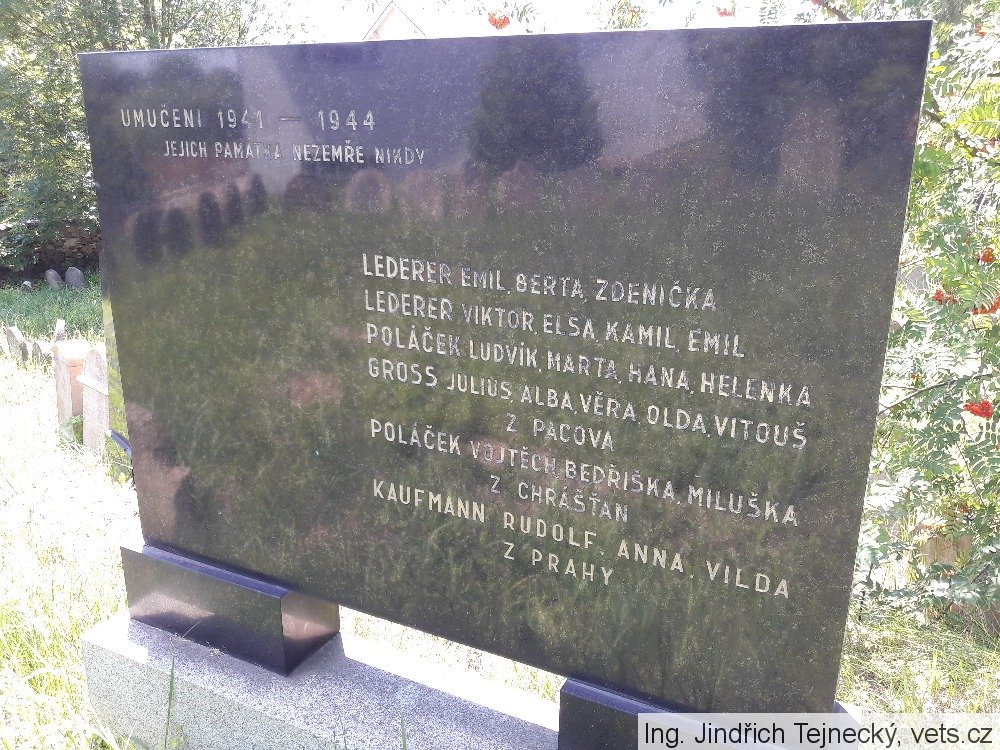 UMUČENI 1941 — 1944
JEJICH PAMÁTKA NEZEMŘE NIKDY
LEDERER EMIL, BERTA, ZDENIČKA
LEDERER VIKTOR, ELSA, KAMIL, EMIL
POLÁČEK LUDVÍK, MARTA, HANA, HELENKA
GROSS JULIUS, ALBA, VĚRA, OLDA, VITOUŠ
Z PACOVA
POLÁČEK VOJTĚCH, BEDŘIŠKA, MILUŠKA
Z CHRÁŠŤAN
KAUFMANN RUDOLF, ANNA, VILDA
Z PRAHY
Ing. Jindřich Tejnecký, vets.cz